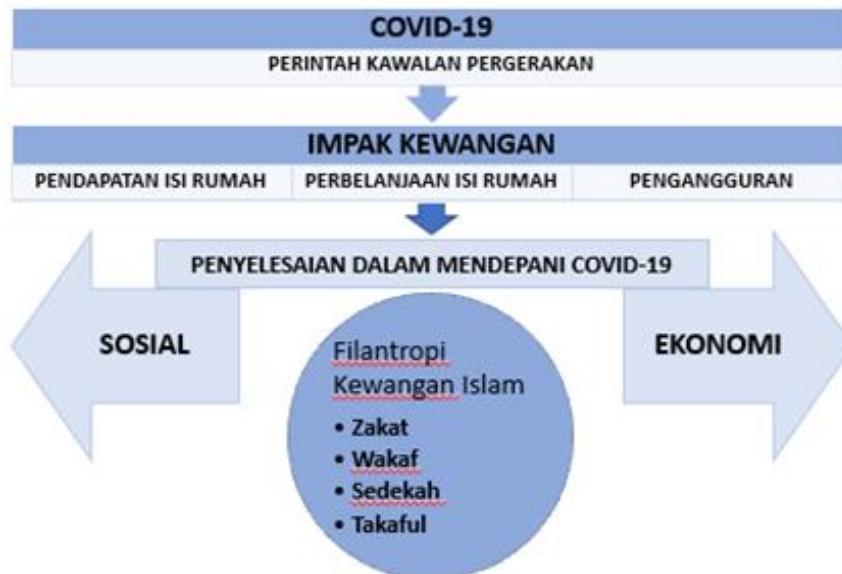 COVID-19
PERINTAH KAWALAN PERGERAKAN
IMPAK KEWANGAN
PENDAPATAN ISI RUMAH
PERBELANJAAN ISI RUMAH
PENGANGGURAN
PENYELESAIAN DALAM MENDEPANI COVID-19
SOSIAL
EKONOMI
Filantropi
Kewangan Islam
• Zakat
• Wakaf
• Sedekah
• Takaful